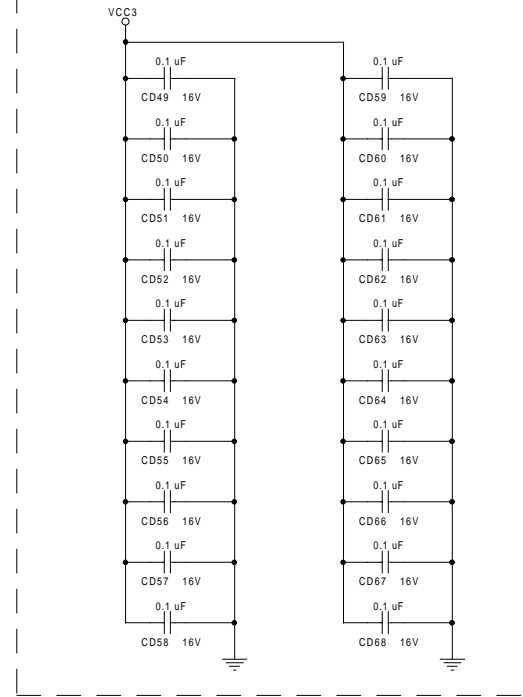 VCC3
0.1 uF
CD49 16V
0.1 uF
CD50 16V
0.1 uF
CD51 16V
0.1 uF
CD52 16V
0.1 uF
CD53 16V
0.1 uF
CD54 16V
0.1 uF
CD55 16V
0.1 uF
CD56 16V
0.1 uF
CD57 16V
0.1 uF
CD58 16V
0.1 uF
CD59 16V
0.1 uF
CD60 16V
0.1 uF
CD61 16V
0.1 uF
CD62 16V
0.1 uF
CD63 16V
0.1 uF
CD64 16V
0.1 uF
CD65 16V
0.1 uF
CD66 16V
0.1 uF
CD67 16V
0.1 uF
CD68 16V